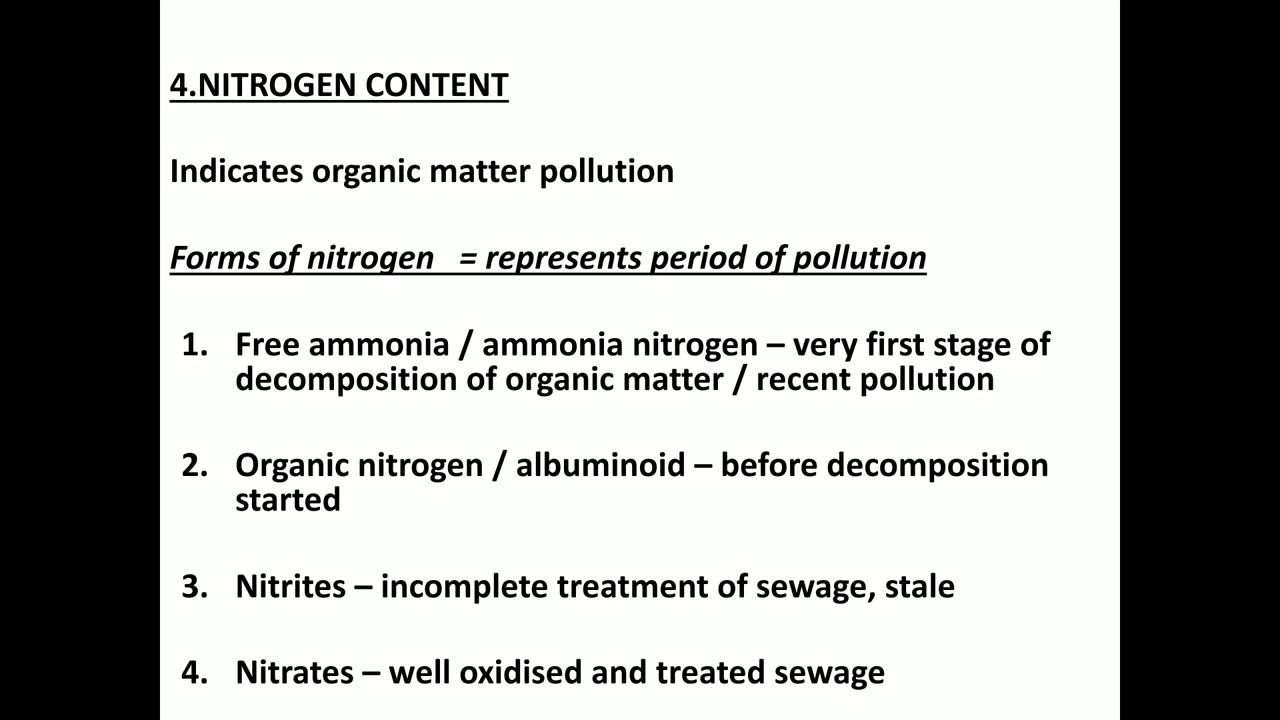 4.NITROGEN CONTENT
Indicates organic matter pollution
Forms of nitrogen = represents period of pollution
1. Free ammonia / ammonia nitrogen – very first stage of
decomposition of organic matter / recent pollution
2. Organic nitrogen / albuminoid – before decomposition
started
3. Nitrites – incomplete treatment of sewage, stale
4. Nitrates – well oxidised and treated sewage